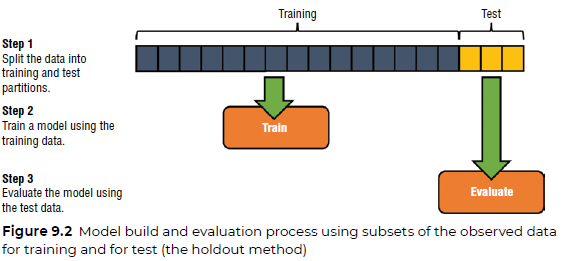 Training
Test
Step 1
Split the data into
training and test
partitions.
Step 2
Train a model using the
training data.
Train
Step 3
Evaluate the model using
the test data.
Evaluate
Figure 9.2 Model build and evaluation process using subsets of the observed data
for training and for test (the holdout method)